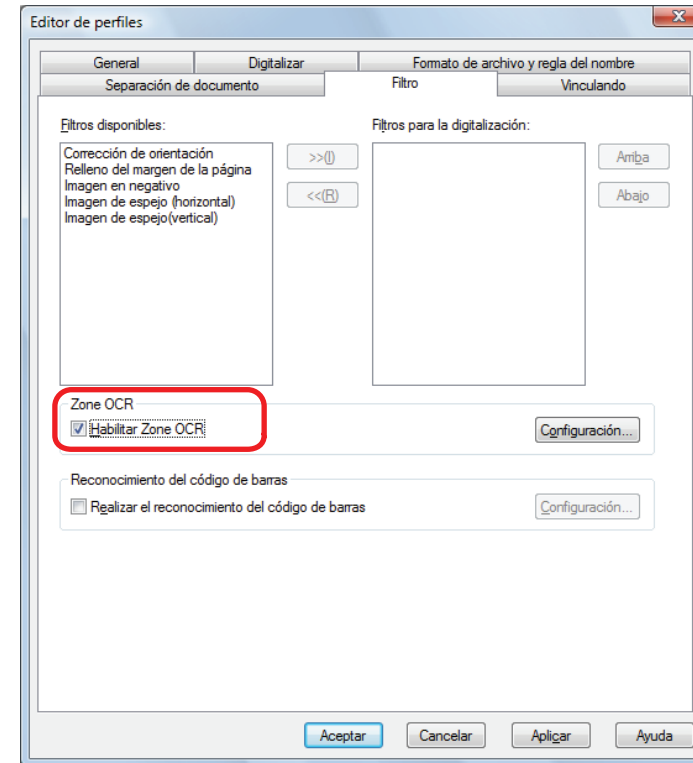 Editor de perfiles
General Digitalizar Formato de archivo y regla del nombre
Separación de documento Filtro Vinculando
Filtros disponibles: Filtros para la digitalización:
Corrección de orientación
Relleno del margen de la página
Imagen en negativo
Imagen de espejo (horizontal)
Imagen de espejo(vertical)
>>(I) Arriba
<<(R) Abajo
Zone OCR
Habilitar Zone OCR Configuración...
Reconocimiento del código de barras
Realizar el reconocimiento del código de barras Configuración...
Aceptar Cancelar Aplicar Ayuda